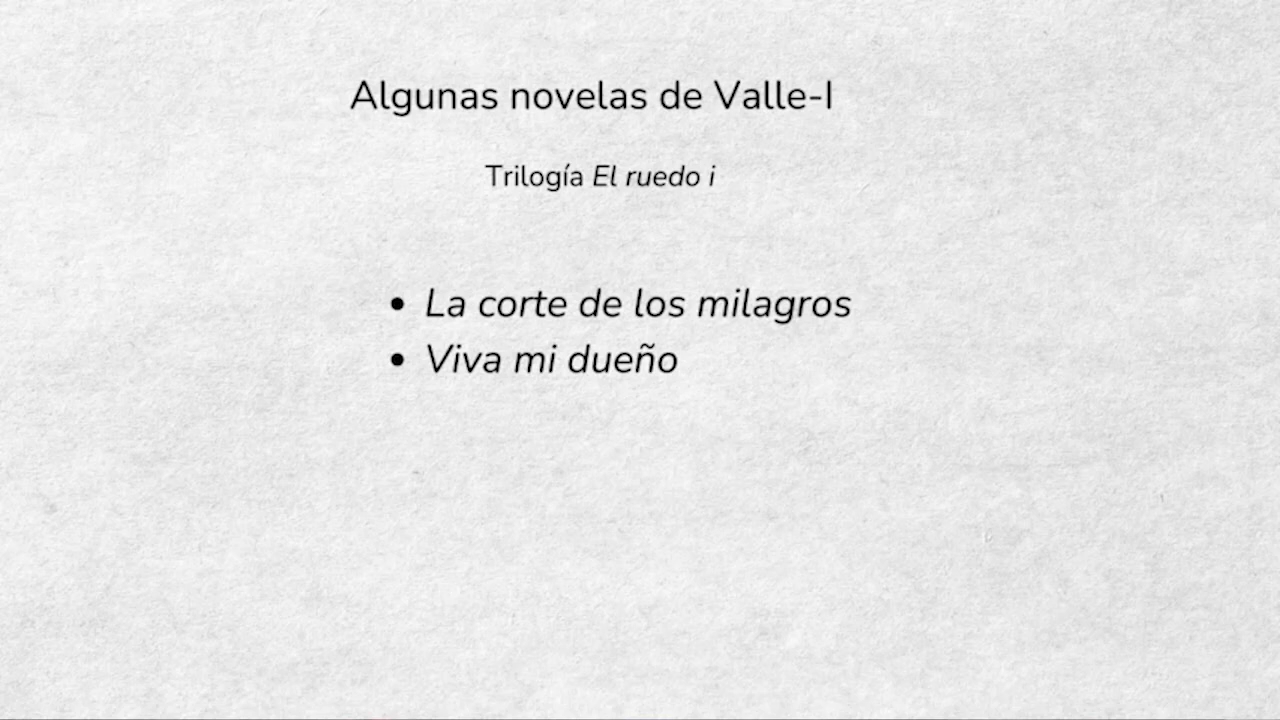 Algunas novelas de Valle-I
Trilogía El ruedo i
• La corte de los milagros
• Viva mi dueño